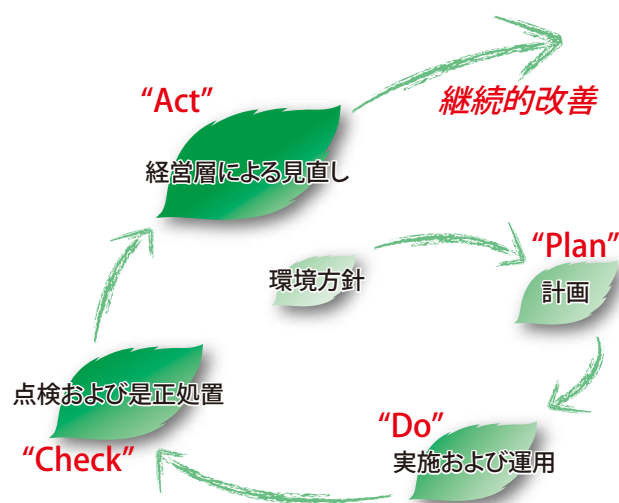 “Act”
継続的改善
経営層による見直し
“Plan”
環境方針
計画
点検および是正処置
“Do”
“Check”
実施および運用